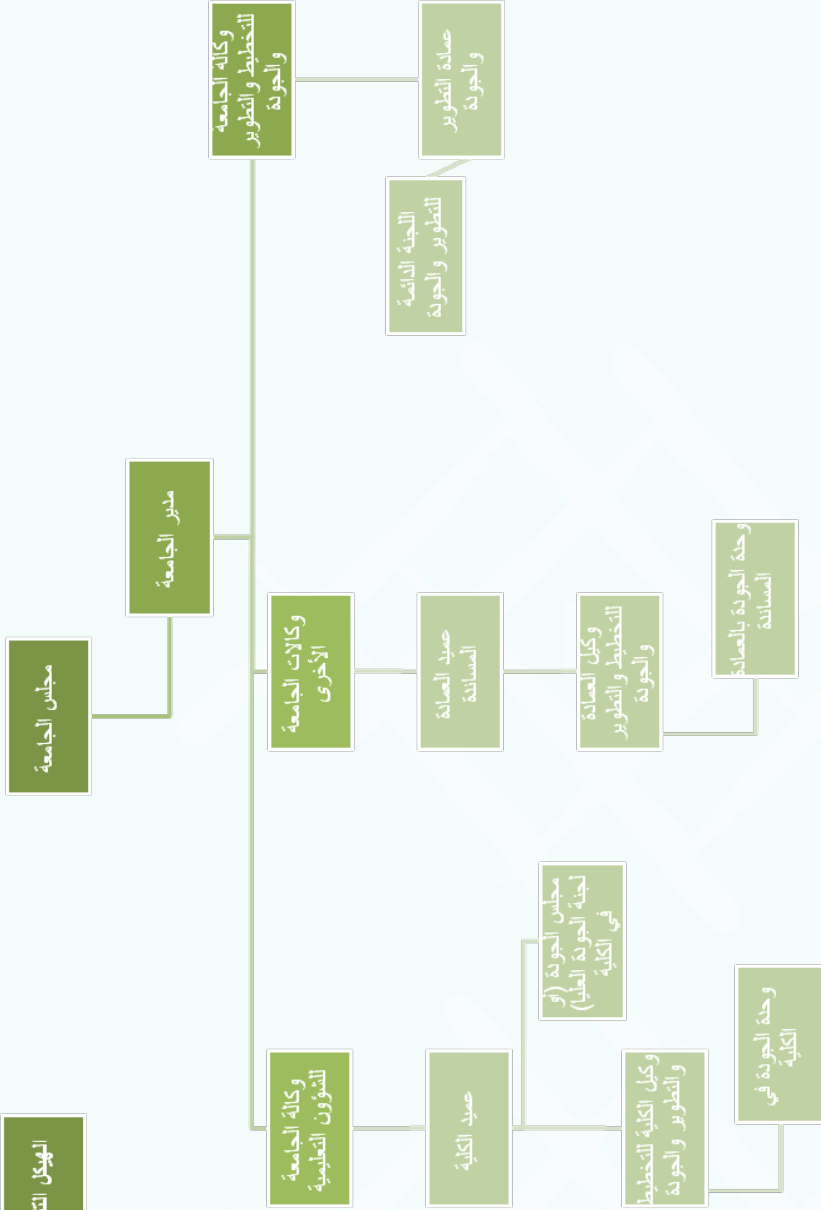 الهيكل
مجلس الجامعة
مدير الجامعة
وكالة الجامعة
للتخطيط والتطوير
والجودة
وكالات الجامعة
الأخرى
وكالة الجامعة
للشؤون التعليمية
عمادة التطوير
والجودة
اللجنة الدائمة
للتطوير والجودة
عميد العمادة
المساندة
عميد الكلية
وكيل العمادة
للتخطيط والتطوير
والجودة
مجلس الجودة (أو
لجنة الجودة العليا)
في الكلية
وكيل الكلية للتخطيط
والتطوير والجودة
وحدة الجودة بالعمادة
المساندة
وحدة الجودة في
الكلية